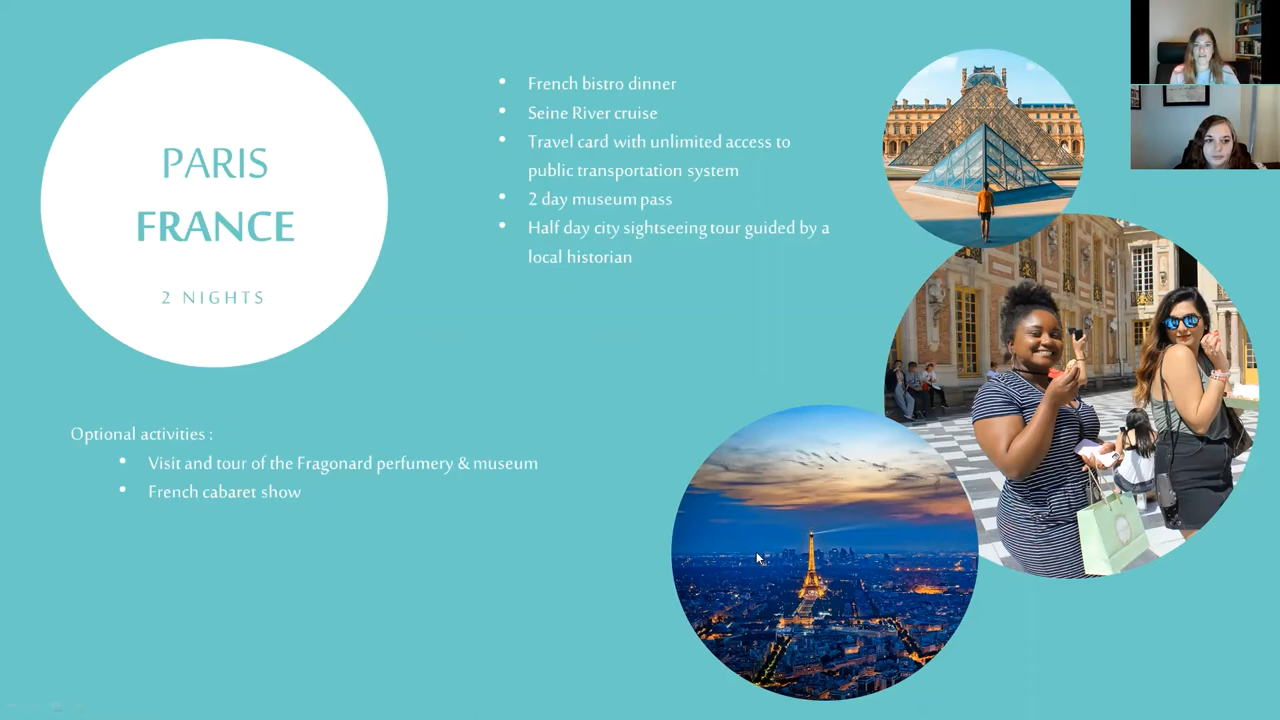 PARIS
FRANCE
2 NIGHTS
• French bistro dinner
• Seine River cruise
• Travel card with unlimited access to
public transportation system
• 2 day museum pass
• Half day city sightseeing tour guided by a
local historian
Optional activities :
• Visit and tour of the Fragonard perfumery & museum
• French cabaret show